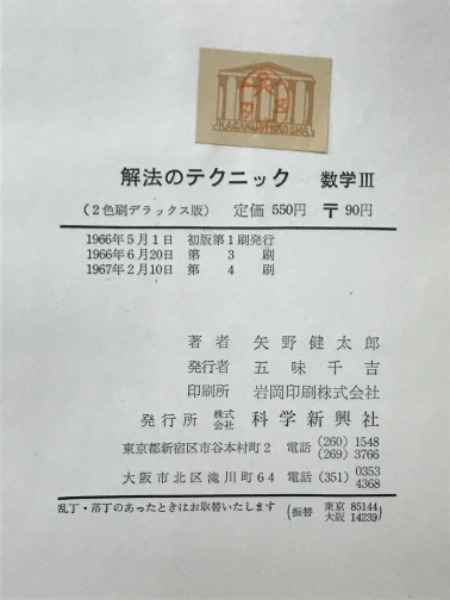 KAGAKUSHINKOSHA
解法のテクニック 数学Ⅲ
(2色刷デラックス版) 定価 550円 〒 90円
1966年5月1日 初版第1刷発行
1966年6月20日 第3刷
1967年2月10日 第4刷
著者 矢野健太郎
発行者 五味千吉
印刷所 岩岡印刷株式会社
発行所 株式会社 科学新興社
東京都新宿区市谷本村町2 電話 (260) 1548
(269) 3766
大阪市北区滝川町64 電話 (351) 0353
4368
乱丁・落丁のあったときはお取替いたします (振替 東京 85144
大阪 14239)